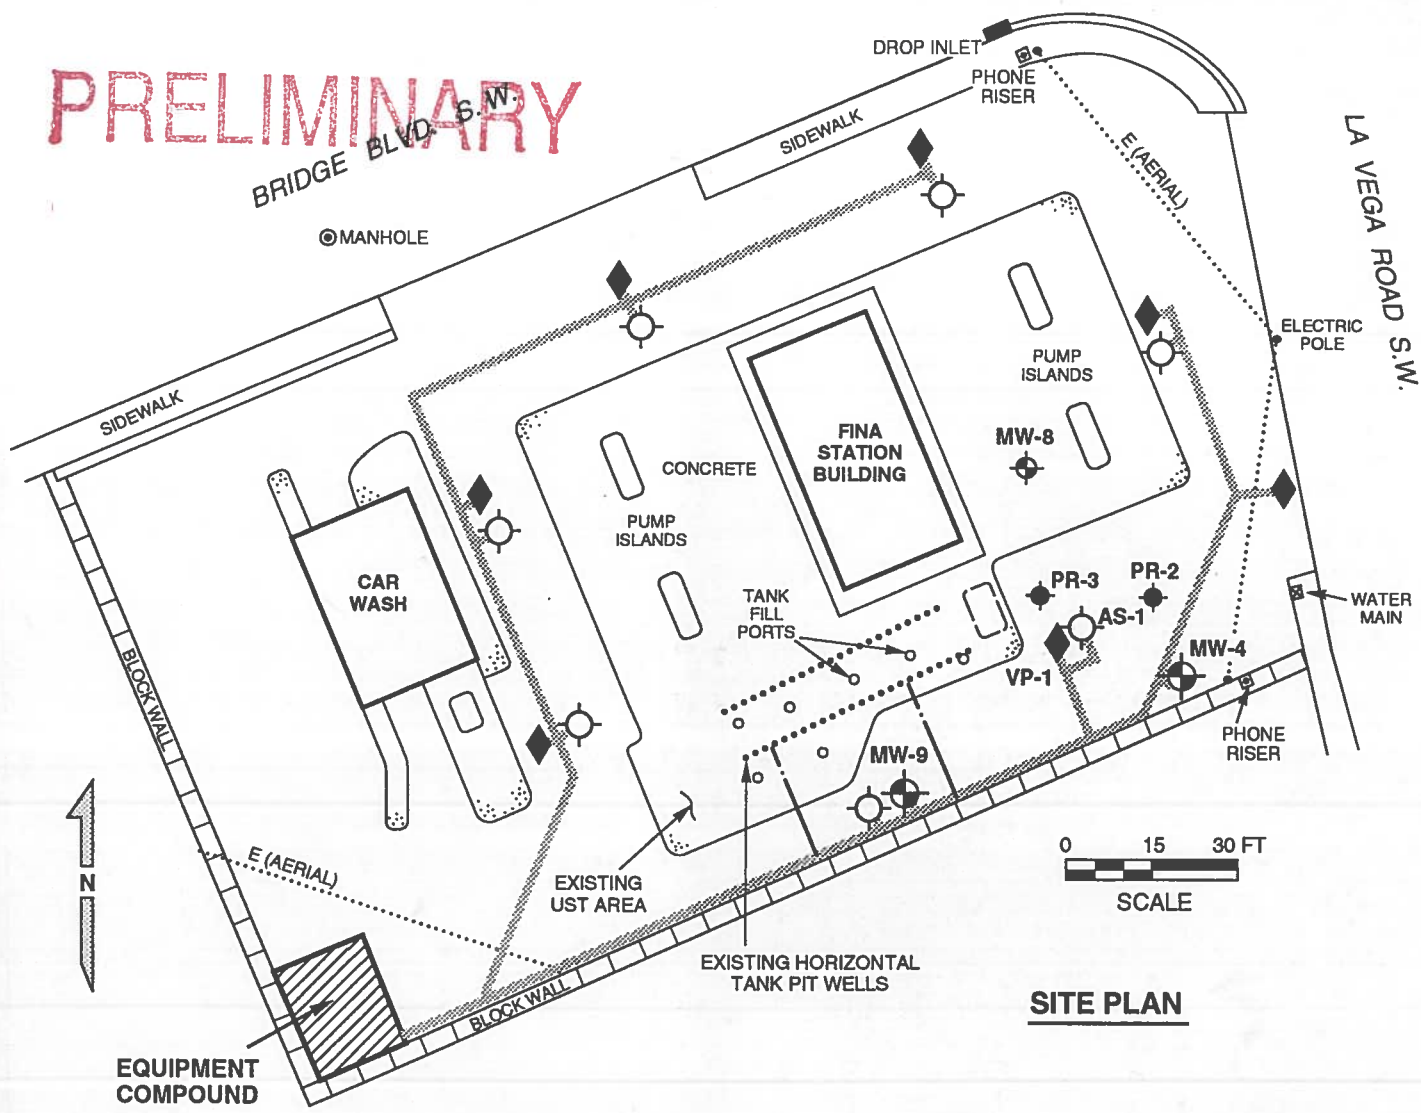 PRELIMINARY
BRIDGE BLVD. S.W.
DROP INLET
PHONE
RISER
SIDEWALK
E (AERIAL)
LA VEGA ROAD S.W.
MANHOLE
ELECTRIC
POLE
PUMP
ISLANDS
SIDEWALK
FINA
STATION
BUILDING
MW-8
CONCRETE
PUMP
ISLANDS
CAR
WASH
TANK
FILL
PORTS
PR-3
PR-2
AS-1
WATER
MAIN
VP-1
MW-4
BLOCK WALL
PHONE
RISER
MW-9
N
E (AERIAL)
EXISTING
UST AREA
0 15 30 FT
SCALE
EXISTING HORIZONTAL
TANK PIT WELLS
BLOCK WALL
SITE PLAN
EQUIPMENT
COMPOUND